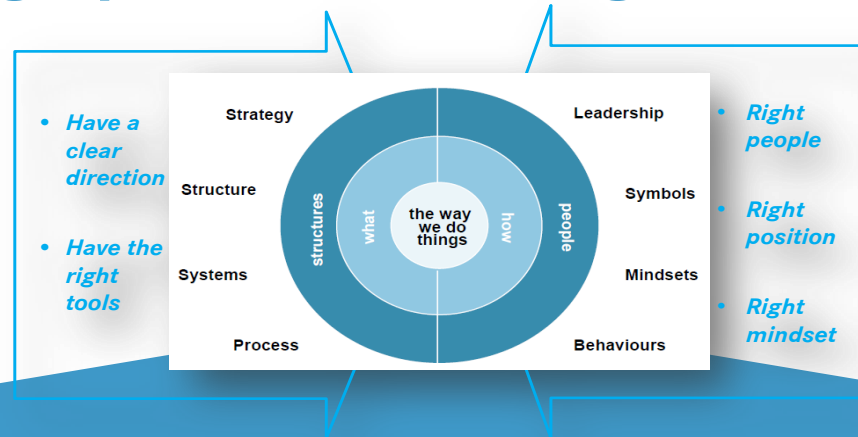 • Have a
clear
direction
• Have the
right
tools
Strategy
Structure
Systems
Process
structures
what
the way
we do
things
how
people
Leadership
Symbols
Mindsets
Behaviours
• Right
people
• Right
position
• Right
mindset